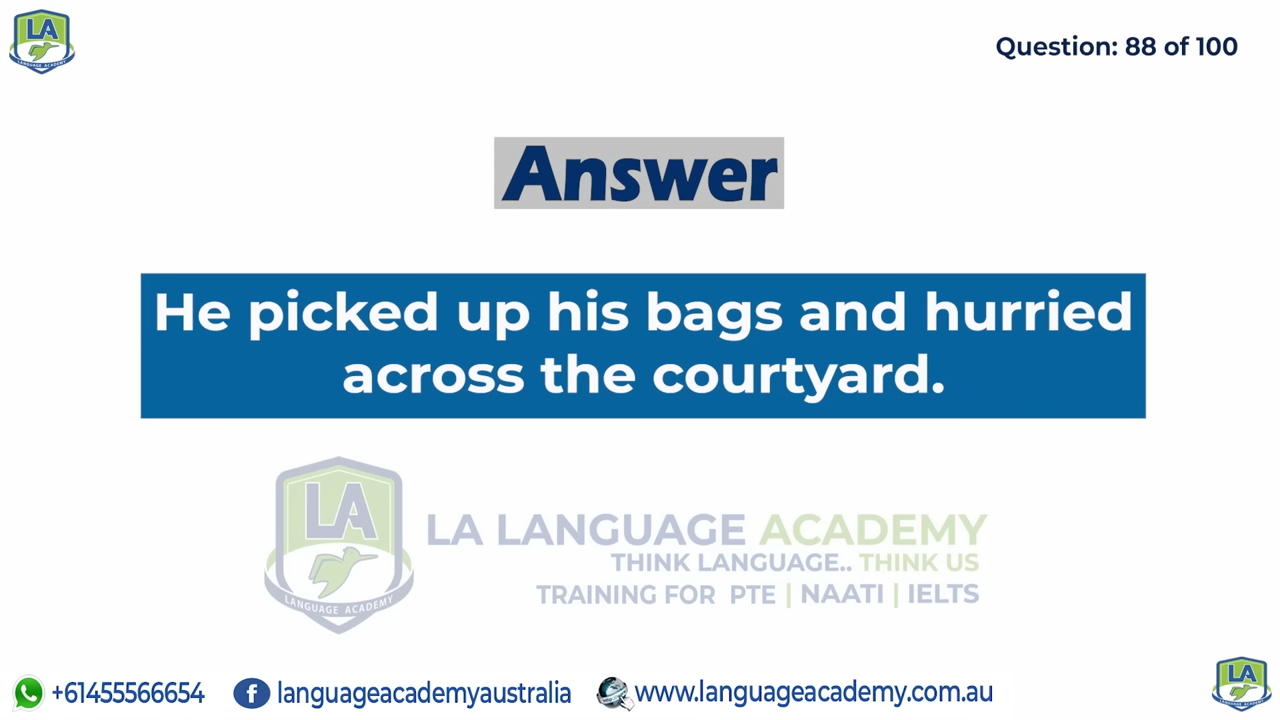 LA
LANGUAGE ACADEMY
Question: 88 of 100
Answer
He picked up his bags and hurried
across the courtyard.
LA
LANGUAGE ACADEMY
LA LANGUAGE ACADEMY
THINK LANGUAGE.. THINK US
TRAINING FOR PTE | NAATI | IELTS
+61455566654
languageacademyaustralia
www.languageacademy.com.au
LA
LANGUAGE ACADEMY